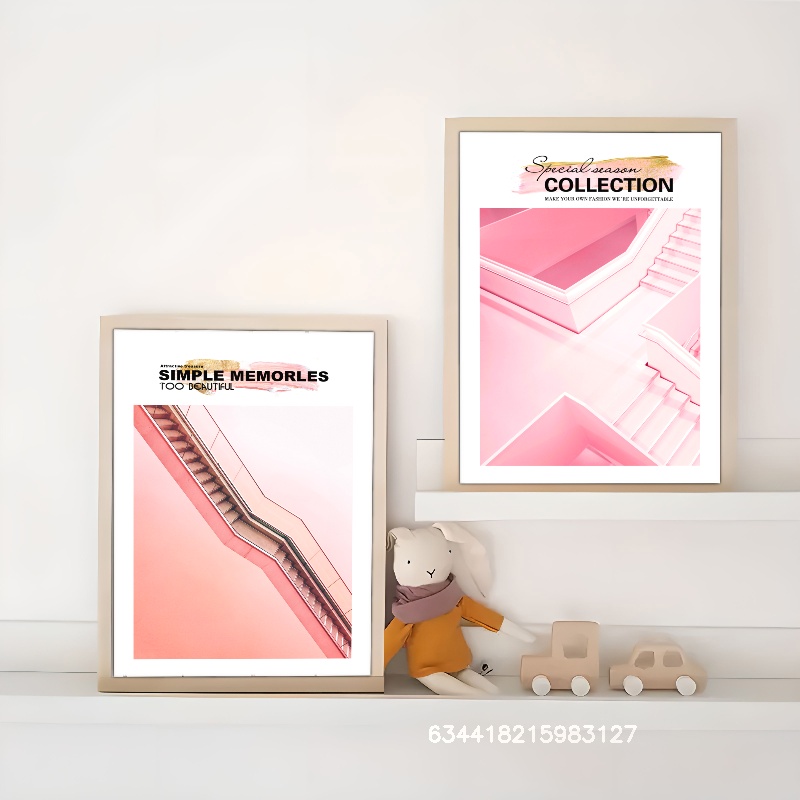 Special season
COLLECTION
MAKE YOUR OWN FASHION WE'RE UNFORGETTABLE
SIMPLE MEMORLES
TOO BEAUTIFUL
634418215983127